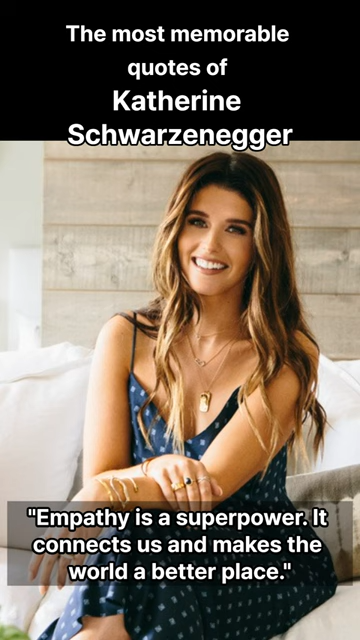 The most memorable
quotes of
Katherine
Schwarzenegger
"Empathy is a superpower. It
connects us and makes the
world a better place."